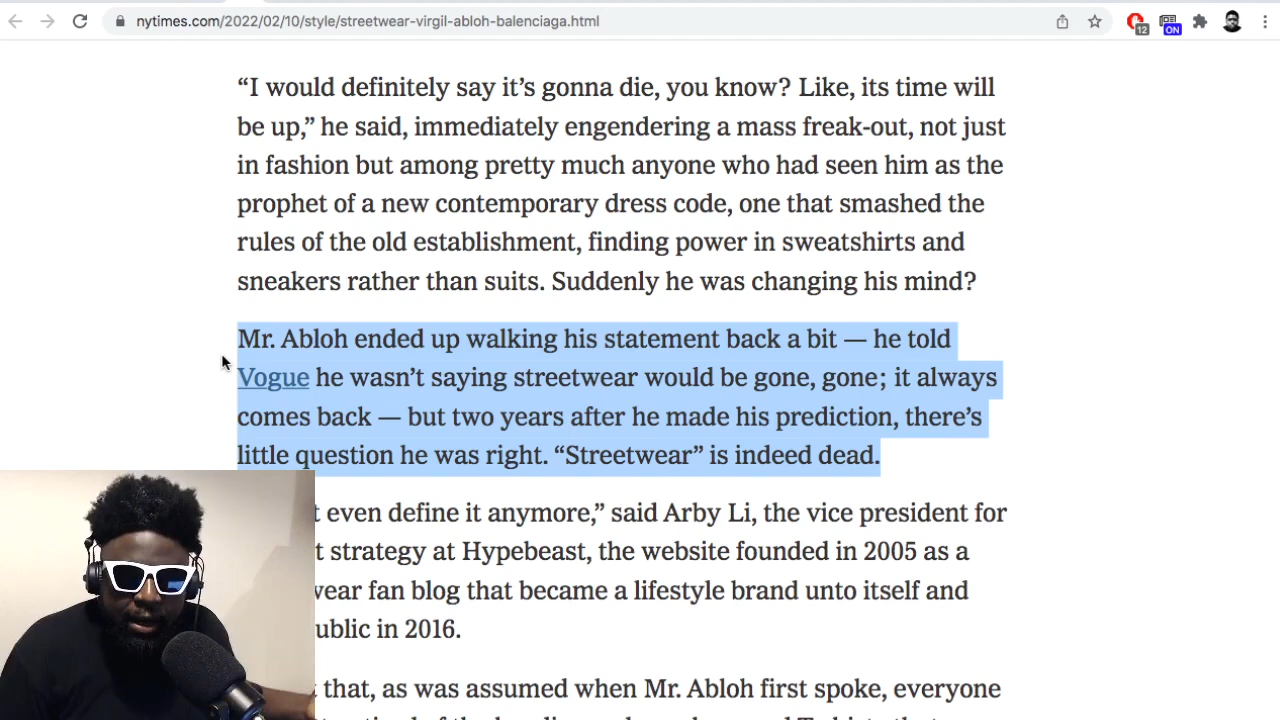 nytimes.com/2022/02/10/style/streetwear-virgil-abloh-balenciaga.html
12
ON
“I would definitely say it’s gonna die, you know? Like, its time will
be up,” he said, immediately engendering a mass freak-out, not just
in fashion but among pretty much anyone who had seen him as the
prophet of a new contemporary dress code, one that smashed the
rules of the old establishment, finding power in sweatshirts and
sneakers rather than suits. Suddenly he was changing his mind?
Mr. Abloh ended up walking his statement back a bit — he told
Vogue he wasn’t saying streetwear would be gone, gone; it always
comes back — but two years after he made his prediction, there’s
little question he was right. “Streetwear” is indeed dead.
t even define it anymore,” said Arby Li, the vice president for
t strategy at Hypebeast, the website founded in 2005 as a
wear fan blog that became a lifestyle brand unto itself and
ublic in 2016.
t that, as was assumed when Mr. Abloh first spoke, everyone